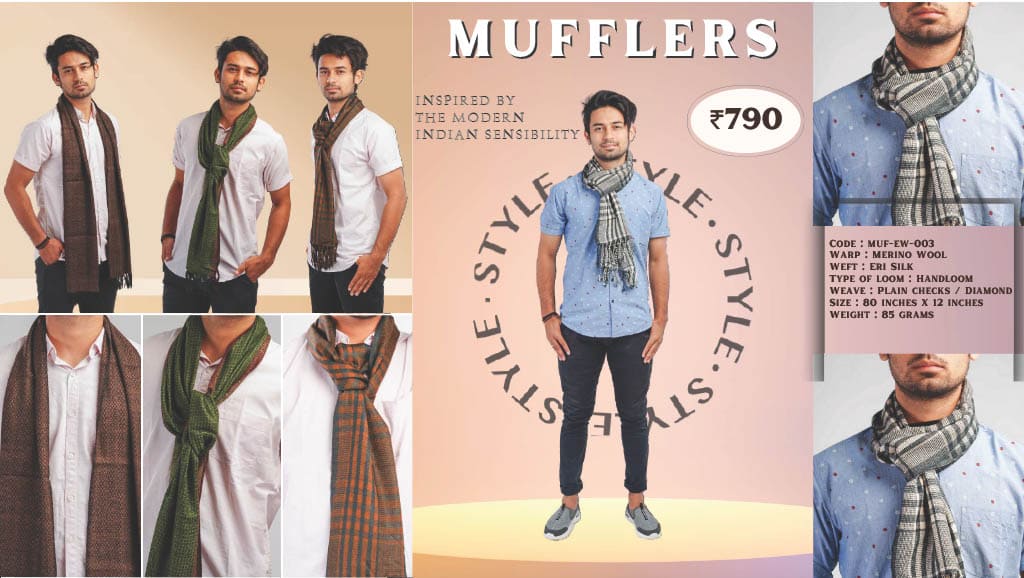 MUFFLERS
INSPIRED BY
THE MODERN
INDIAN SENSIBILITY
₹790
STYLE · STYLE · STYLE · STYLE · STYLE
CODE : MUF-EW-003
WARP : MERINO WOOL
WEFT : ERI SILK
TYPE OF LOOM : HANDLOOM
WEAVE : PLAIN CHECKS / DIAMOND
SIZE : 80 INCHES X 12 INCHES
WEIGHT : 85 GRAMS